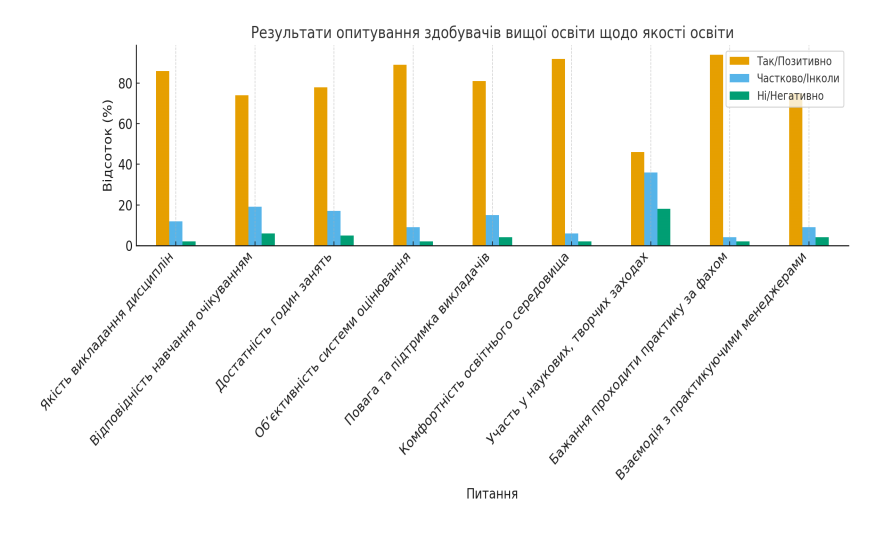 Результати опитування здобувачів вищої освіти щодо якості освіти
Так/Позитивно
Частково/Інколи
Ні/Негативно
Відсоток (%)
80
60
40
20
0
Якість викладання дисциплін
Відповідність навчання очікуванням
Достатність годин занять
Об’єктивність системи оцінювання
Повага та підтримка викладачів
Комфортність освітнього середовища
Участь у наукових, творчих заходах
Бажання проходити практику за фахом
Взаємодія з практикуючими менеджерами
Питання